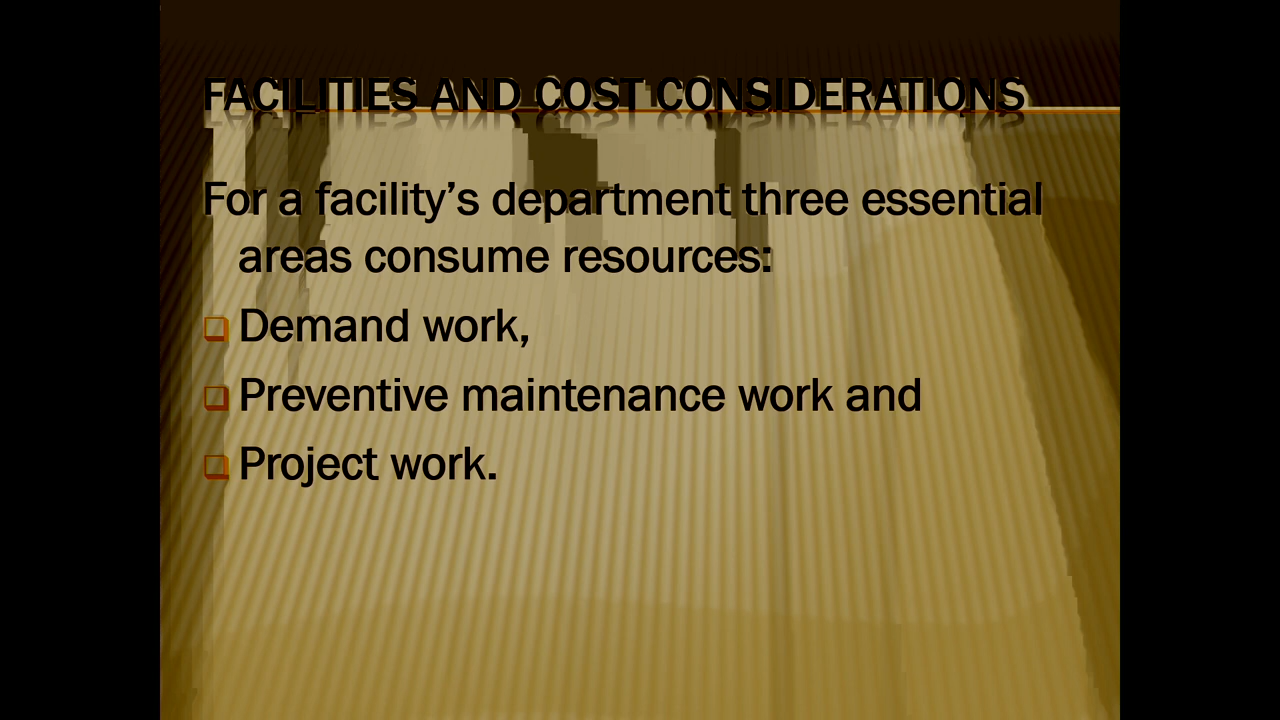 FACILITIES AND COST CONSIDERATIONS
For a facility’s department three essential
areas consume resources:
Demand work,
Preventive maintenance work and
Project work.